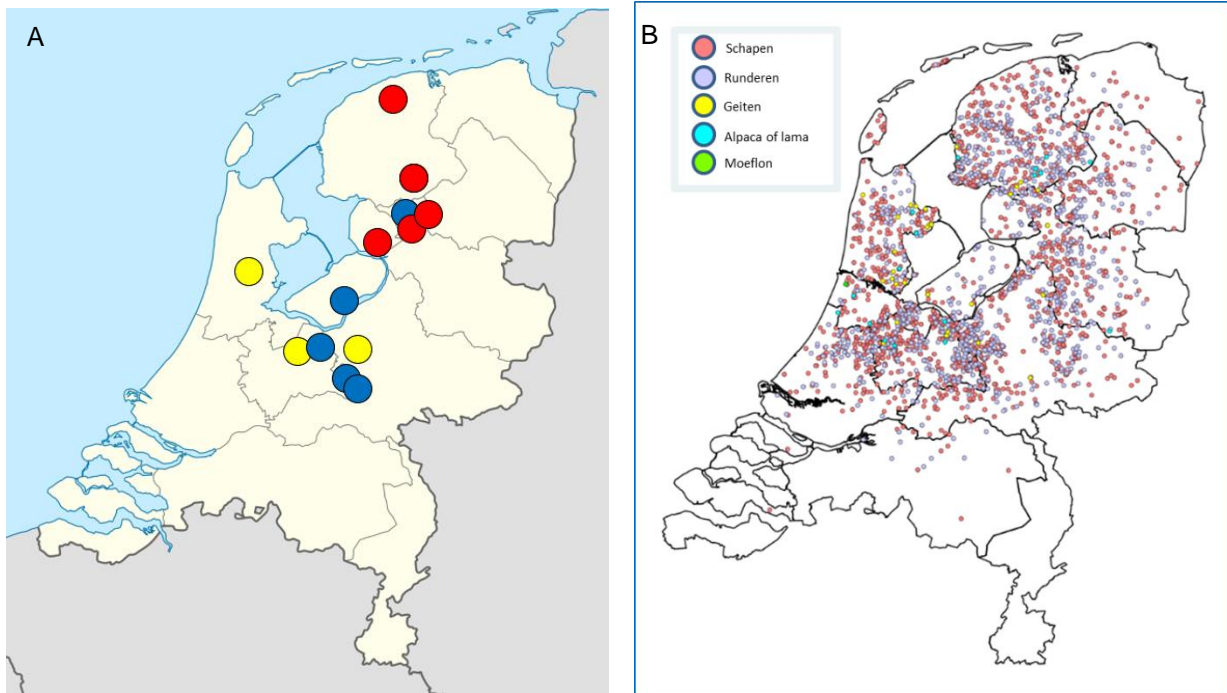 A
B
Schapen
Runderen
Geiten
Alpaca of lama
Moeflon